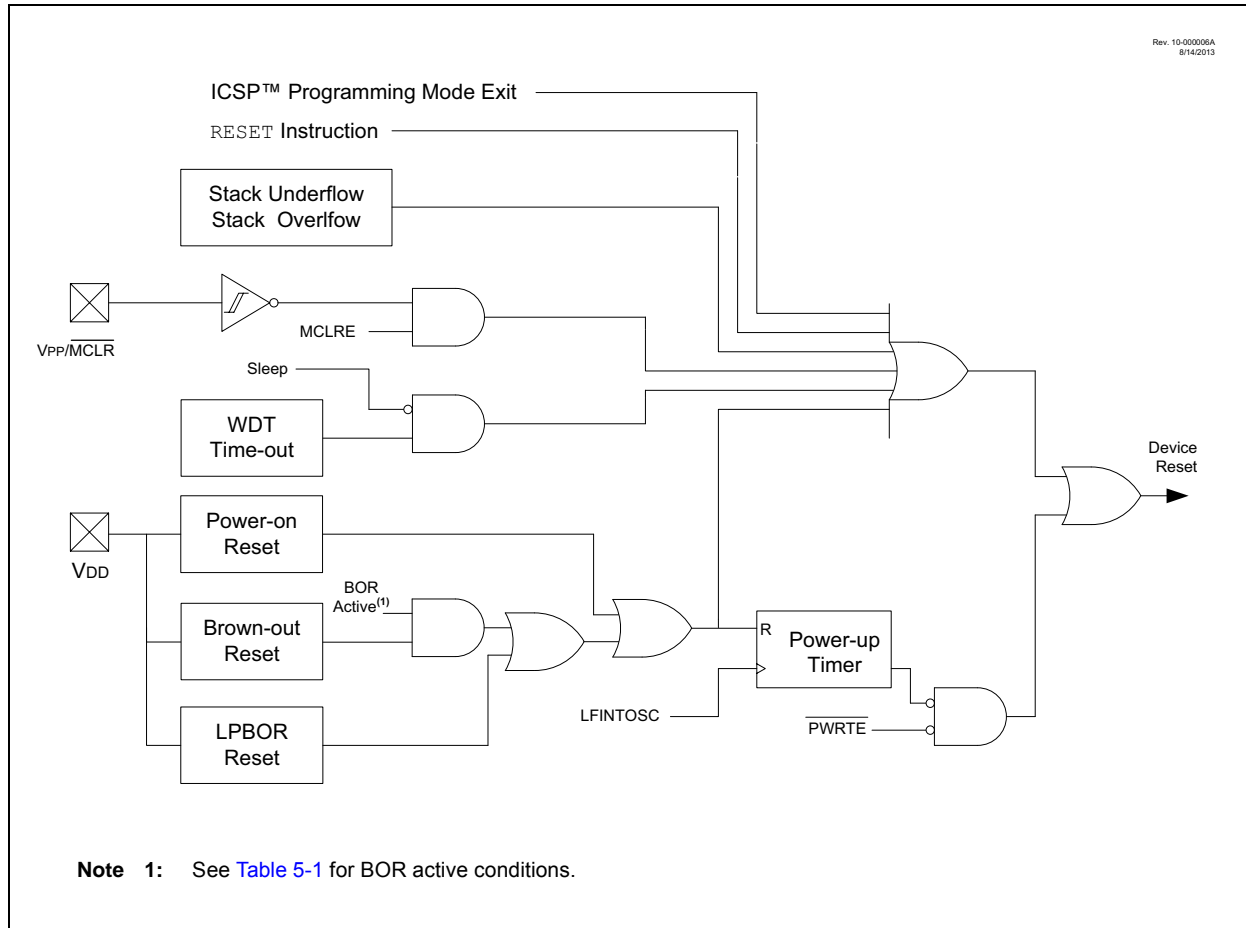 Rev. 10-000006A
8/14/2013
ICSP™ Programming Mode Exit
RESET Instruction
Stack Underflow
Stack Overlfow
VPP/MCLR
MCLRE
Sleep
WDT
Time-out
Device
Reset
VDD
Power-on
Reset
BOR
Active(1)
Brown-out
Reset
R
Power-up
Timer
LFINTOSC
PWRTE
LPBOR
Reset
Note 1: See Table 5-1 for BOR active conditions.